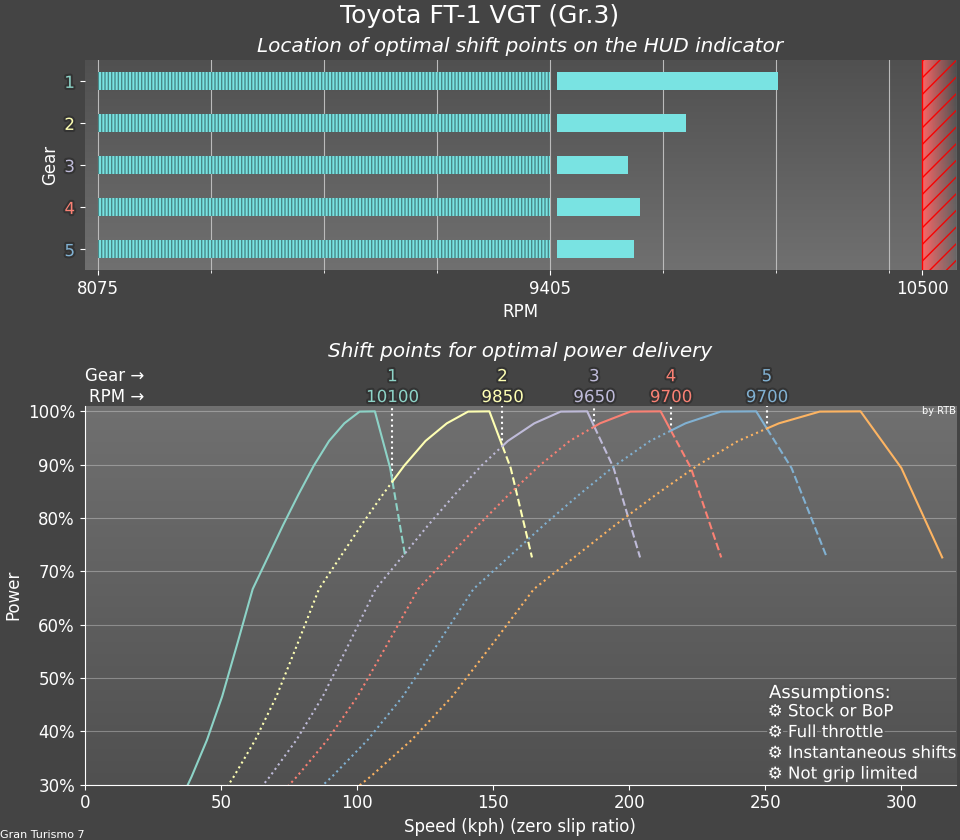 Toyota FT-1 VGT (Gr.3)
Location of optimal shift points on the HUD indicator
Gear
1
2
3
4
5
8075 9405 10500
RPM
Shift points for optimal power delivery
Gear → 1 2 3 4 5
RPM → 10100 9850 9650 9700 9700
by RTB
100%
90%
80%
70%
60%
50%
40%
30%
Power
Assumptions:
⚙ Stock or BoP
⚙ Full throttle
⚙ Instantaneous shifts
⚙ Not grip limited
0 50 100 150 200 250 300
Speed (kph) (zero slip ratio)
Gran Turismo 7